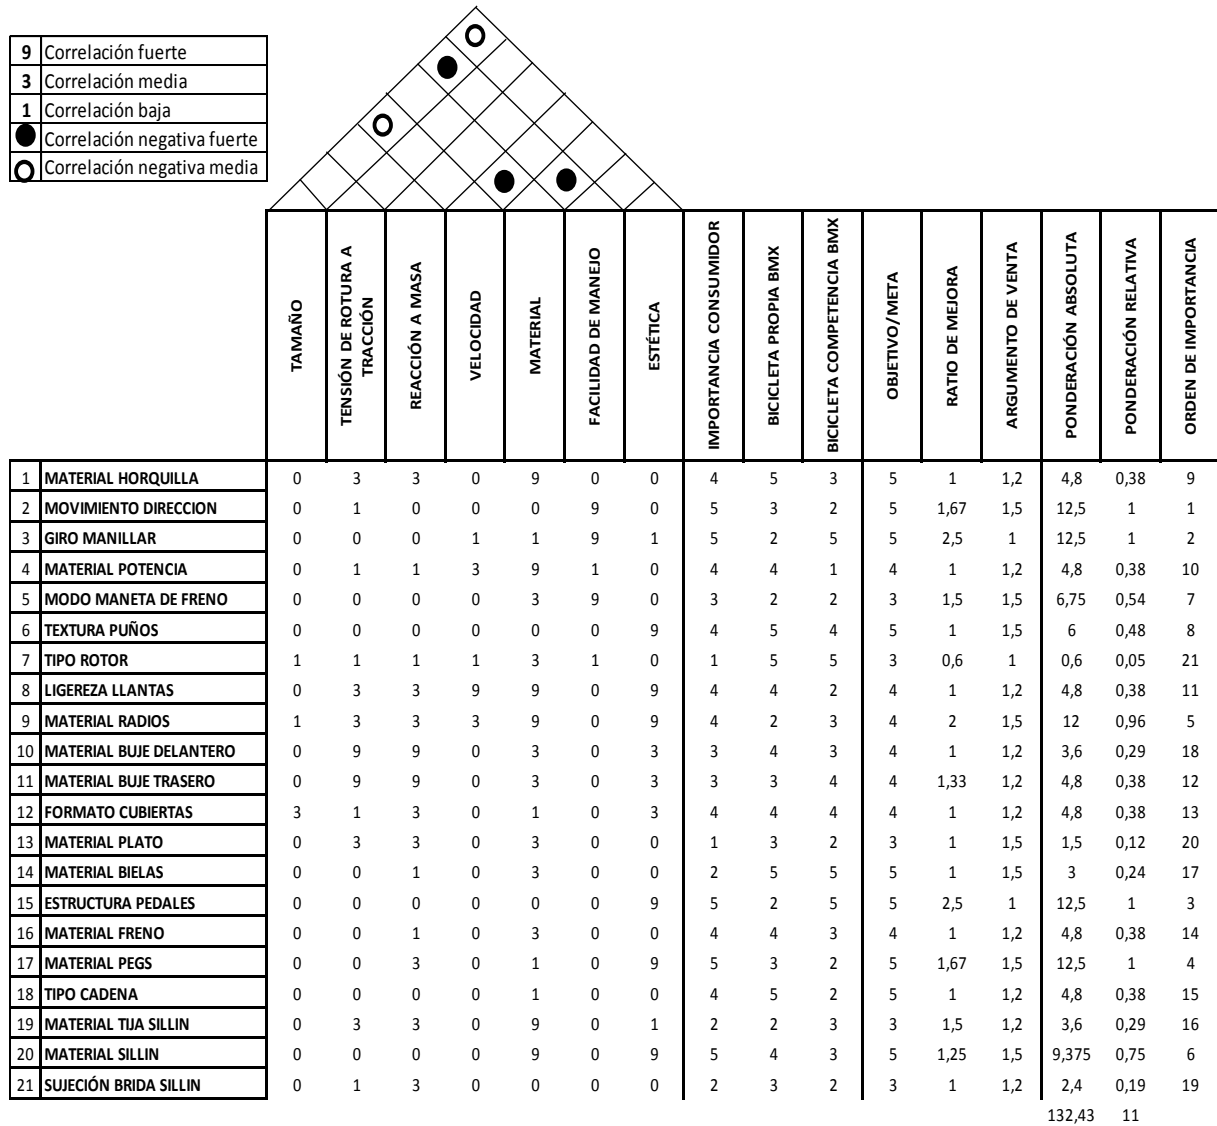 9 Correlación fuerte
3 Correlación media
1 Correlación baja
Correlación negativa fuerte
Correlación negativa media
TAMAÑO
TENSIÓN DE ROTURA A
TRACCIÓN
REACCIÓN A MASA
VELOCIDAD
MATERIAL
FACILIDAD DE MANEJO
ESTÉTICA
IMPORTANCIA CONSUMIDOR
BICICLETA PROPIA BMX
BICICLETA COMPETENCIA BMX
OBJETIVO/META
RATIO DE MEJORA
ARGUMENTO DE VENTA
PONDERACIÓN ABSOLUTA
PONDERACIÓN RELATIVA
ORDEN DE IMPORTANCIA
1 MATERIAL HORQUILLA 0 3 3 0 9 0 0 4 5 3 5 1 1,2 4,8 0,38 9
2 MOVIMIENTO DIRECCION 0 1 0 0 0 9 0 5 3 2 5 1,67 1,5 12,5 1 1
3 GIRO MANILLAR 0 0 0 1 1 9 1 5 2 5 5 2,5 1 12,5 1 2
4 MATERIAL POTENCIA 0 1 1 3 9 1 0 4 4 1 4 1 1,2 4,8 0,38 10
5 MODO MANETA DE FRENO 0 0 0 0 3 9 0 3 2 2 3 1,5 1,5 6,75 0,54 7
6 TEXTURA PUÑOS 0 0 0 0 0 0 9 4 5 4 5 1 1,5 6 0,48 8
7 TIPO ROTOR 1 1 1 1 3 1 0 1 5 5 3 0,6 1 0,6 0,05 21
8 LIGEREZA LLANTAS 0 3 3 9 9 0 9 4 4 2 4 1 1,2 4,8 0,38 11
9 MATERIAL RADIOS 1 3 3 3 9 0 9 4 2 3 4 2 1,5 12 0,96 5
10 MATERIAL BUJE DELANTERO 0 9 9 0 3 0 3 3 4 3 4 1 1,2 3,6 0,29 18
11 MATERIAL BUJE TRASERO 0 9 9 0 3 0 3 3 3 4 4 1,33 1,2 4,8 0,38 12
12 FORMATO CUBIERTAS 3 1 3 0 1 0 3 4 4 4 4 1 1,2 4,8 0,38 13
13 MATERIAL PLATO 0 3 3 0 3 0 0 1 3 2 3 1 1,5 1,5 0,12 20
14 MATERIAL BIELAS 0 0 1 0 3 0 0 2 5 5 5 1 1,5 3 0,24 17
15 ESTRUCTURA PEDALES 0 0 0 0 0 0 9 5 2 5 5 2,5 1 12,5 1 3
16 MATERIAL FRENO 0 0 1 0 3 0 0 4 4 3 4 1 1,2 4,8 0,38 14
17 MATERIAL PEGS 0 0 3 0 1 0 9 5 3 2 5 1,67 1,5 12,5 1 4
18 TIPO CADENA 0 0 0 0 1 0 0 4 5 2 5 1 1,2 4,8 0,38 15
19 MATERIAL TIJA SILLIN 0 3 3 0 9 0 1 2 2 3 3 1,5 1,2 3,6 0,29 16
20 MATERIAL SILLIN 0 0 0 0 9 0 9 5 4 3 5 1,25 1,5 9,375 0,75 6
21 SUJECIÓN BRIDA SILLIN 0 1 3 0 0 0 0 2 3 2 3 1 1,2 2,4 0,19 19
132,43 11